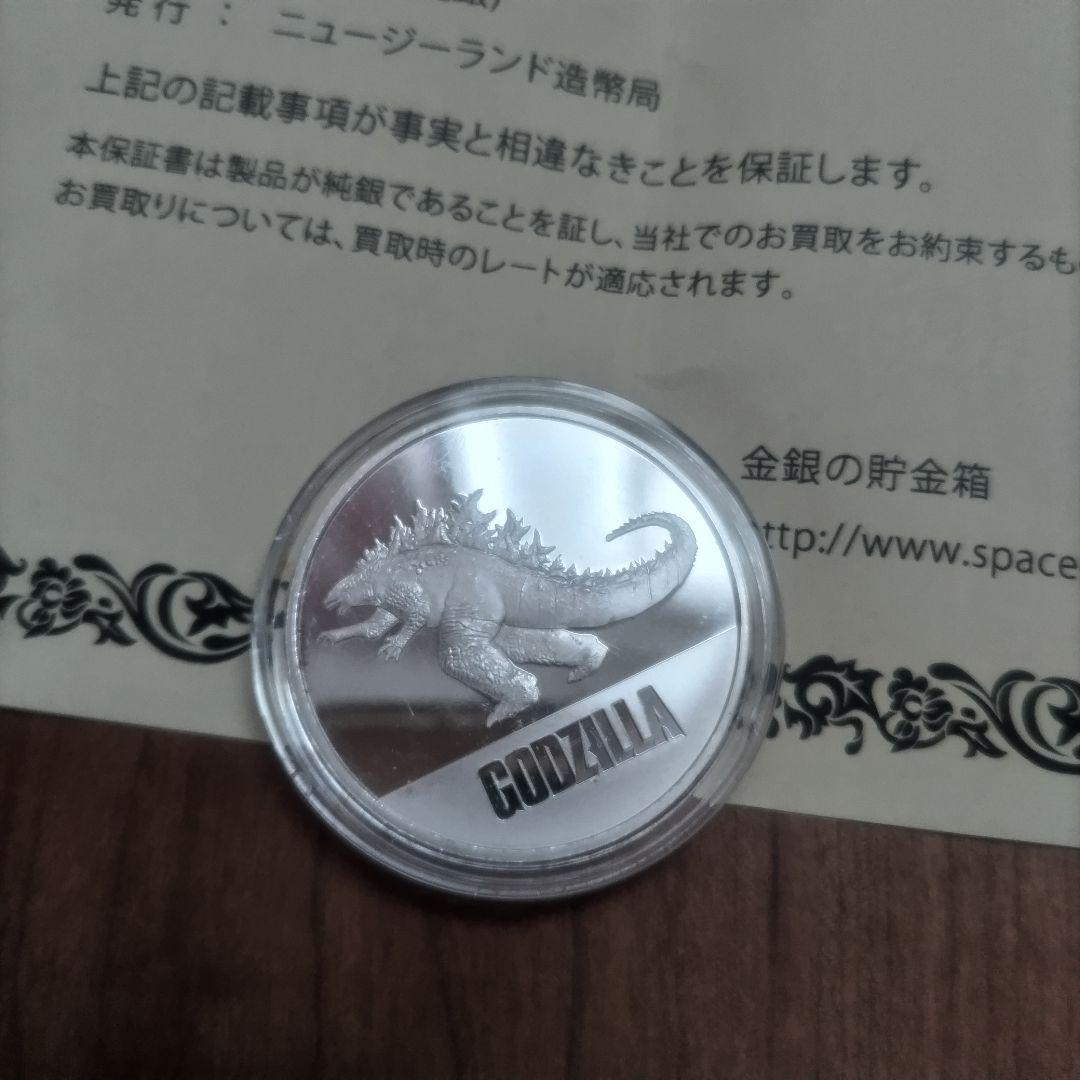 発行： ニュージーランド造幣局
上記の記載事項が事実と相違なきことを保証します。
本保証書は製品が純銀であることを証し、当社でのお買取をお約束するも
お買取りについては、買取時のレートが適応されます。
金銀の貯金箱
ttp://www.space
GODZILLA